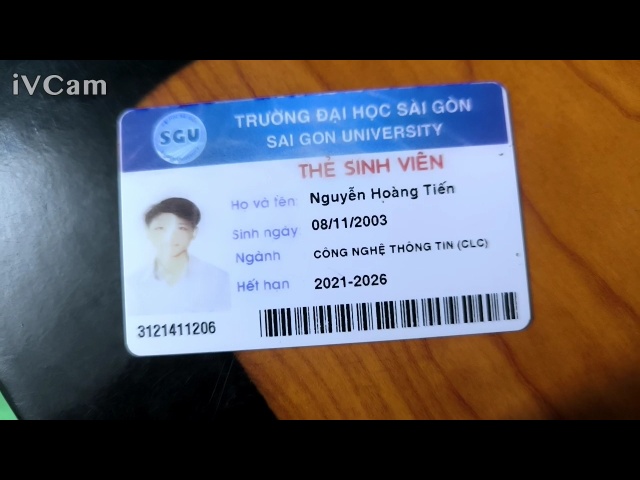 iVCam
SGU
TRƯỜNG ĐẠI HỌC SÀI GÒN
SAI GON UNIVERSITY
THẺ SINH VIÊN
Họ và tên: Nguyễn Hoàng Tiến
Sinh ngày 08/11/2003
Ngành CÔNG NGHỆ THÔNG TIN (CLC)
Hết hạn 2021-2026
3121411206